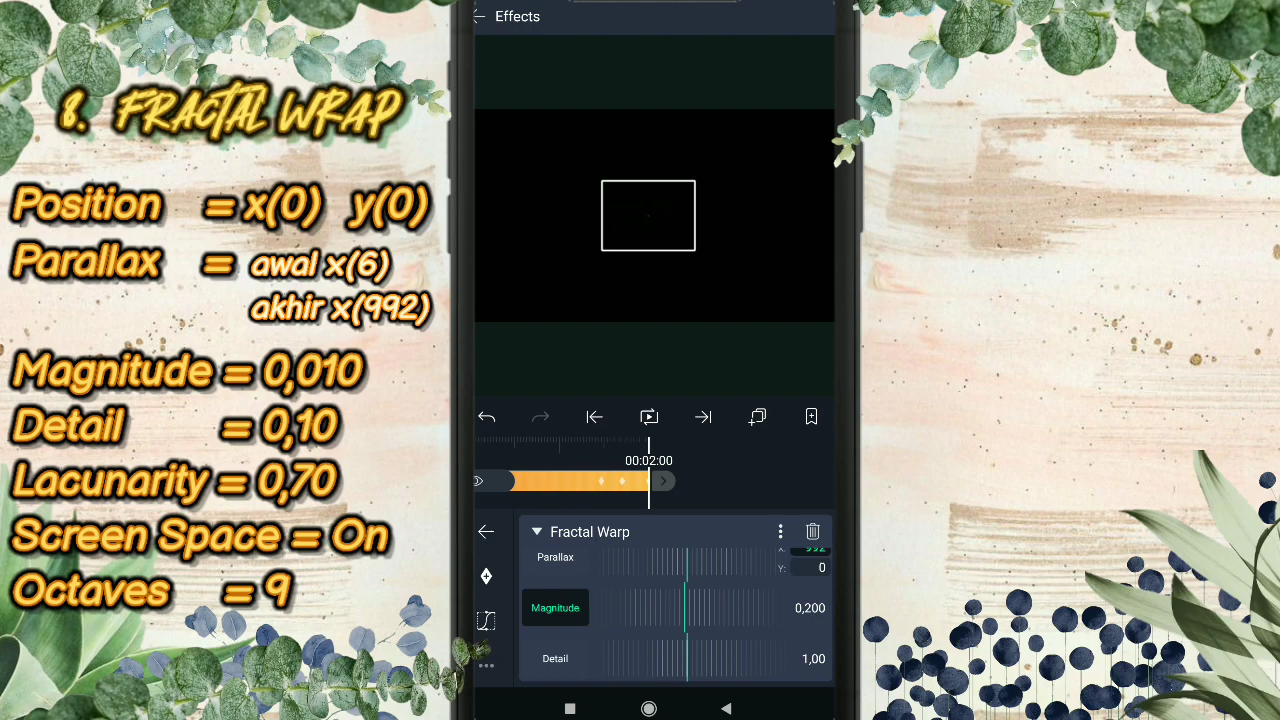 8. FRACTAL WRAP
Position = x(0) y(0)
Parallax = awal x(6)
akhir x(992)
Magnitude = 0,010
Detail = 0,10
Lacunarity = 0,70
Screen Space = On
Octaves = 9
Effects
00:02:00
Fractal Warp
Parallax X: 992
Y: 0
Magnitude 0,200
Detail 1,00